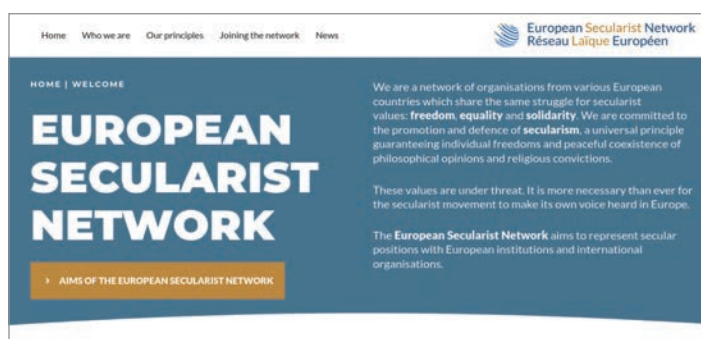 Home Who we are Our principles Joining the network News
European Secularist Network
Réseau Laïque Européen
HOME | WELCOME
EUROPEAN
SECULARIST
NETWORK
> AIMS OF THE EUROPEAN SECULARIST NETWORK
We are a network of organisations from various European
countries which share the same struggle for secularist
values: freedom, equality and solidarity. We are committed to
the promotion and defence of secularism, a universal principle
guaranteeing individual freedoms and peaceful coexistence of
philosophical opinions and religious convictions.
These values are under threat. It is more necessary than ever for
the secularist movement to make its own voice heard in Europe.
The European Secularist Network aims to represent secular
positions with European institutions and international
organisations.